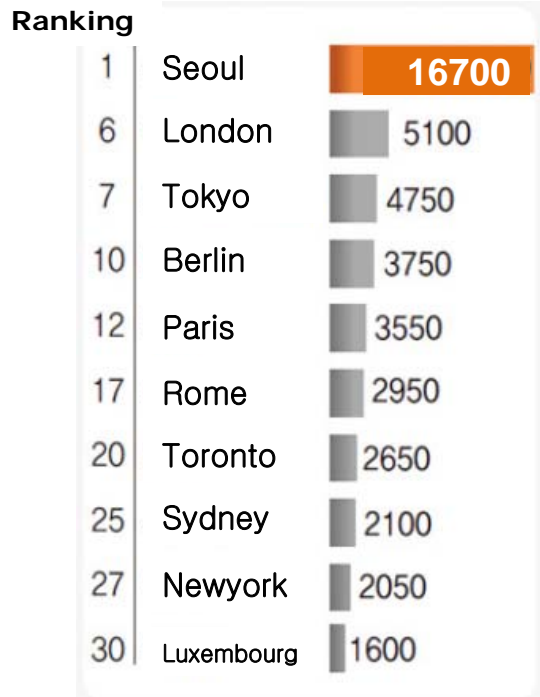 Ranking
1 Seoul 16700
6 London 5100
7 Tokyo 4750
10 Berlin 3750
12 Paris 3550
17 Rome 2950
20 Toronto 2650
25 Sydney 2100
27 Newyork 2050
30 Luxembourg 1600